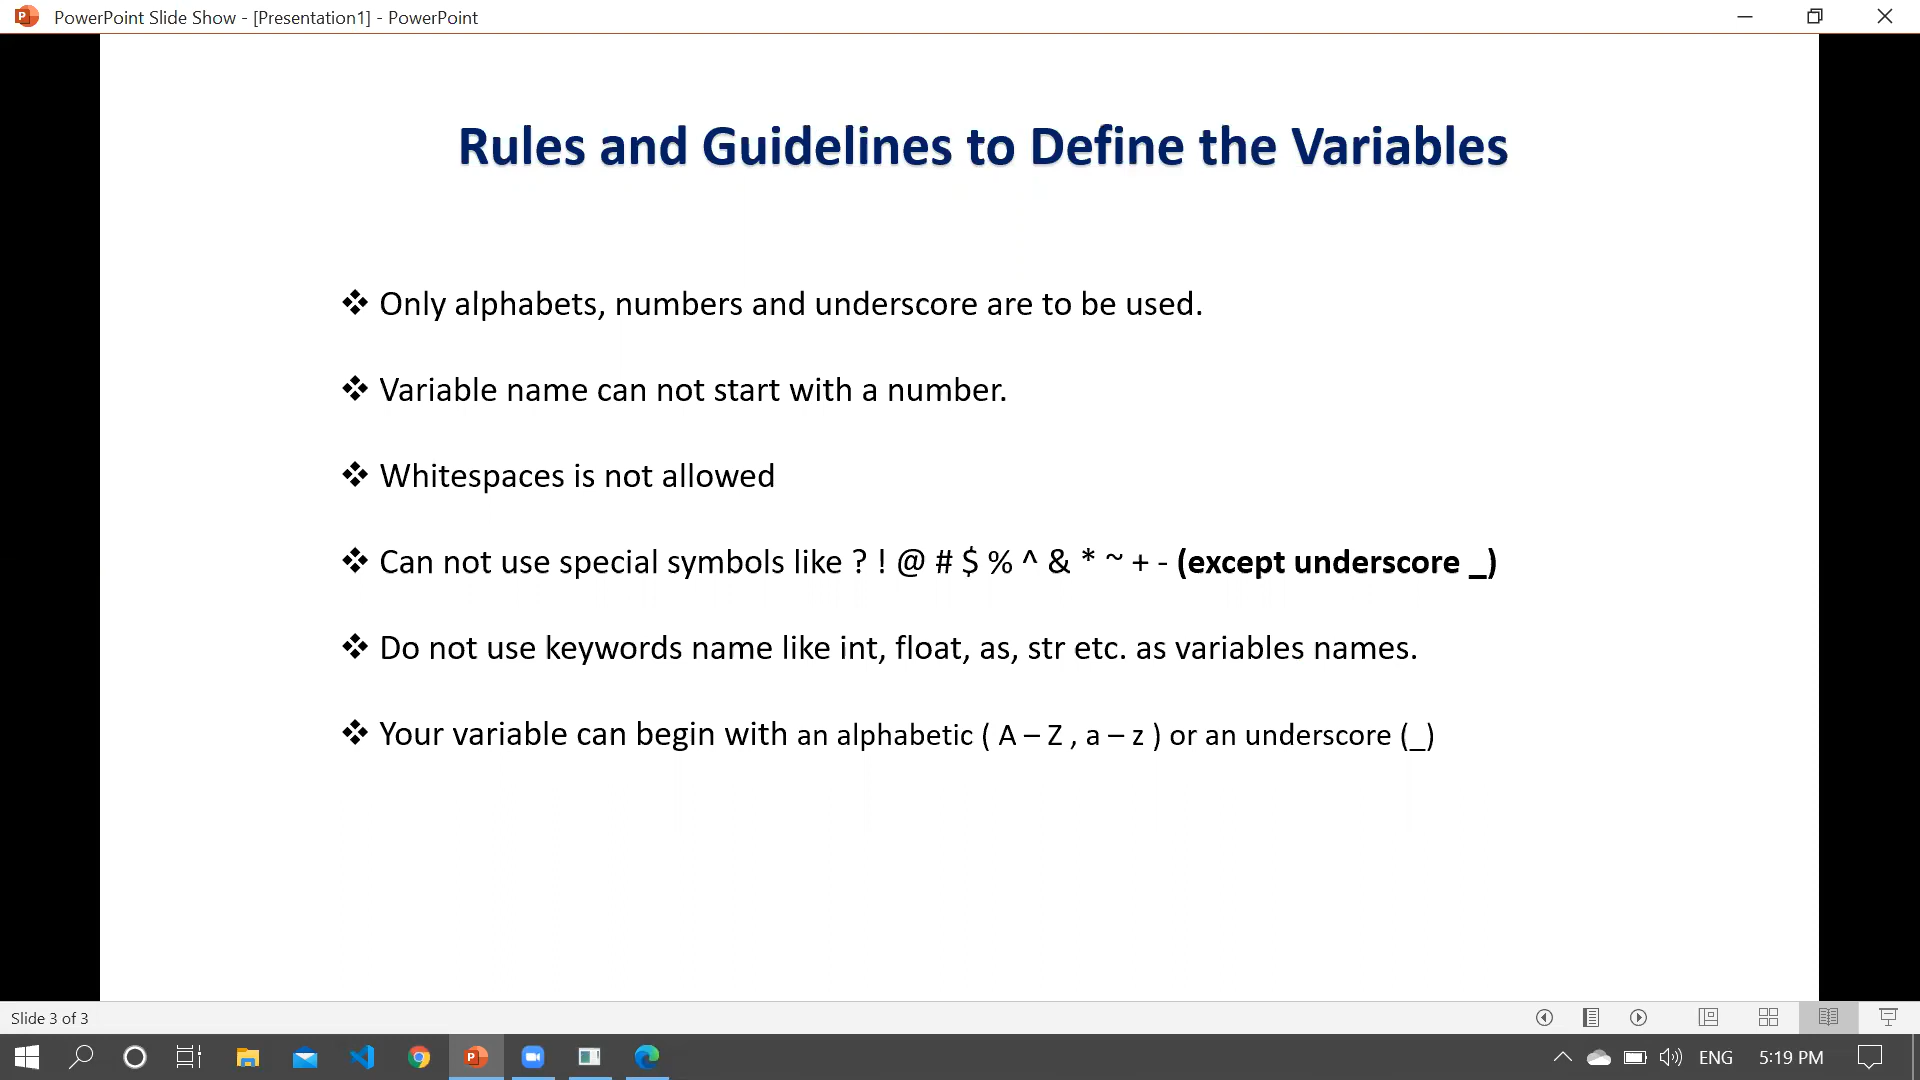 PowerPoint Slide Show - [Presentation1] - PowerPoint
Rules and Guidelines to Define the Variables
❖ Only alphabets, numbers and underscore are to be used.
❖ Variable name can not start with a number.
❖ Whitespaces is not allowed
❖ Can not use special symbols like ? ! @ # $ % ^ & * ~ + - (except underscore _)
❖ Do not use keywords name like int, float, as, str etc. as variables names.
❖ Your variable can begin with an alphabetic ( A – Z , a – z ) or an underscore (_)
Slide 3 of 3
ENG 5:19 PM